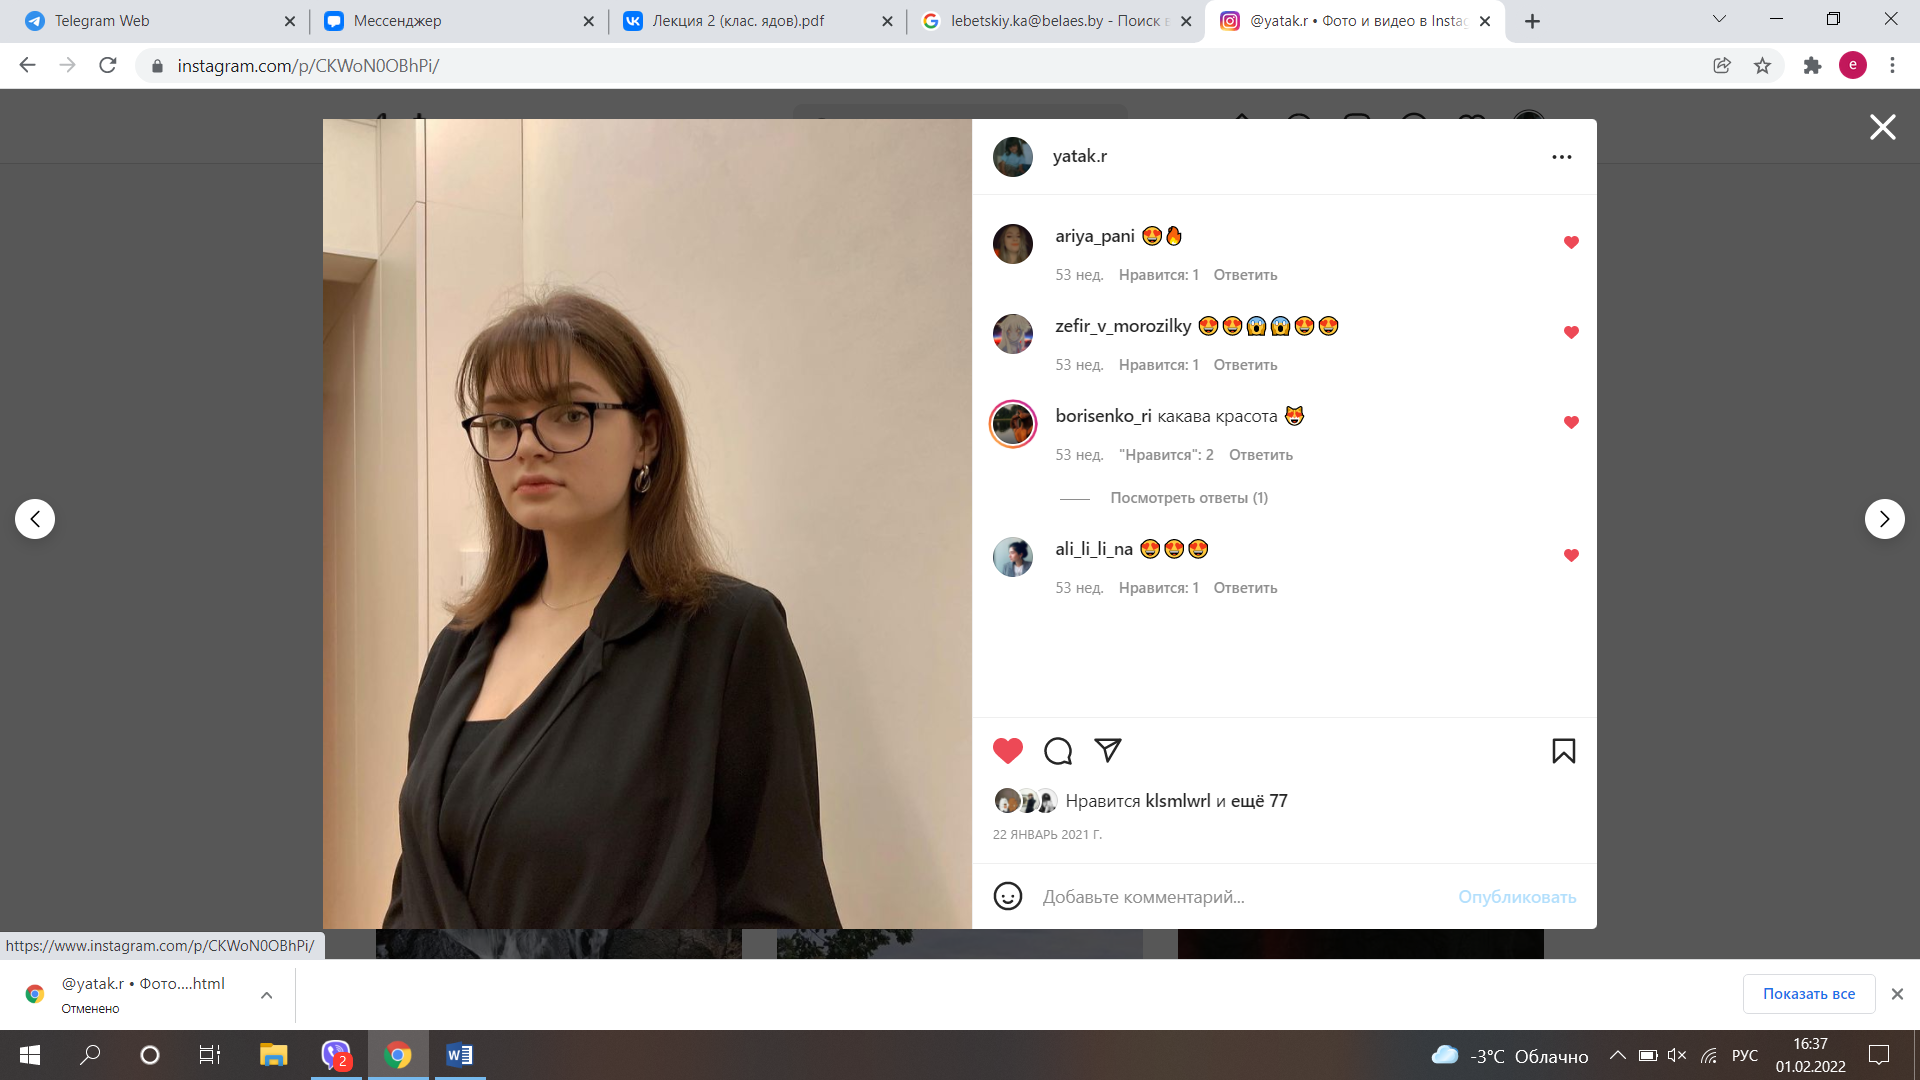 Telegram Web
Мессенджер
Лекция 2 (клас. ядов).pdf
lebetskiy.ka@belaes.by - Поиск
@yatak.r • Фото и видео в Insta
instagram.com/p/CKWoN0OBhPi/
e
yatak.r
ariya_pani 😍🔥
53 нед. Нравится: 1 Ответить
zefir_v_morozilky 😍😍😱😱😍😍
53 нед. Нравится: 1 Ответить
borisenko_ri какава красота 😻
53 нед. "Нравится": 2 Ответить
Посмотреть ответы (1)
ali_li_li_na 😍😍😍
53 нед. Нравится: 1 Ответить
Нравится klsmlwrl и ещё 77
22 ЯНВАРЬ 2021 Г.
Добавьте комментарий... Опубликовать
https://www.instagram.com/p/CKWoN0OBhPi/
@yatak.r • Фото....html
Отменено
Показать все
2
-3°C Облачно
РУС
16:37
01.02.2022